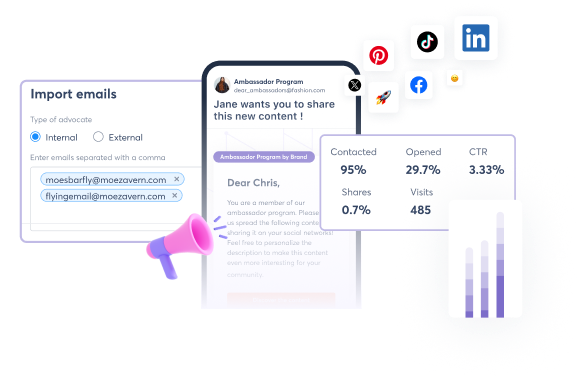 Import emails
Type of advocate
Internal
External
Enter emails separated with a comma
moesbarfly@moezavern.com ×
flyingemail@moezavern.com ×
Ambassador Program
dear_ambassadors@fashion.com
Jane wants you to share
this new content !
Ambassador Program by Brand
Dear Chris,
You are a member of our
ambassador program. Please
us spread the following conte
sharing it on your social networks!
Feel free to personalize the
description to make this content
even more interesting for your
community.
Contacted
Opened
CTR
95%
29.7%
3.33%
Shares
Visits
0.7%
485
in